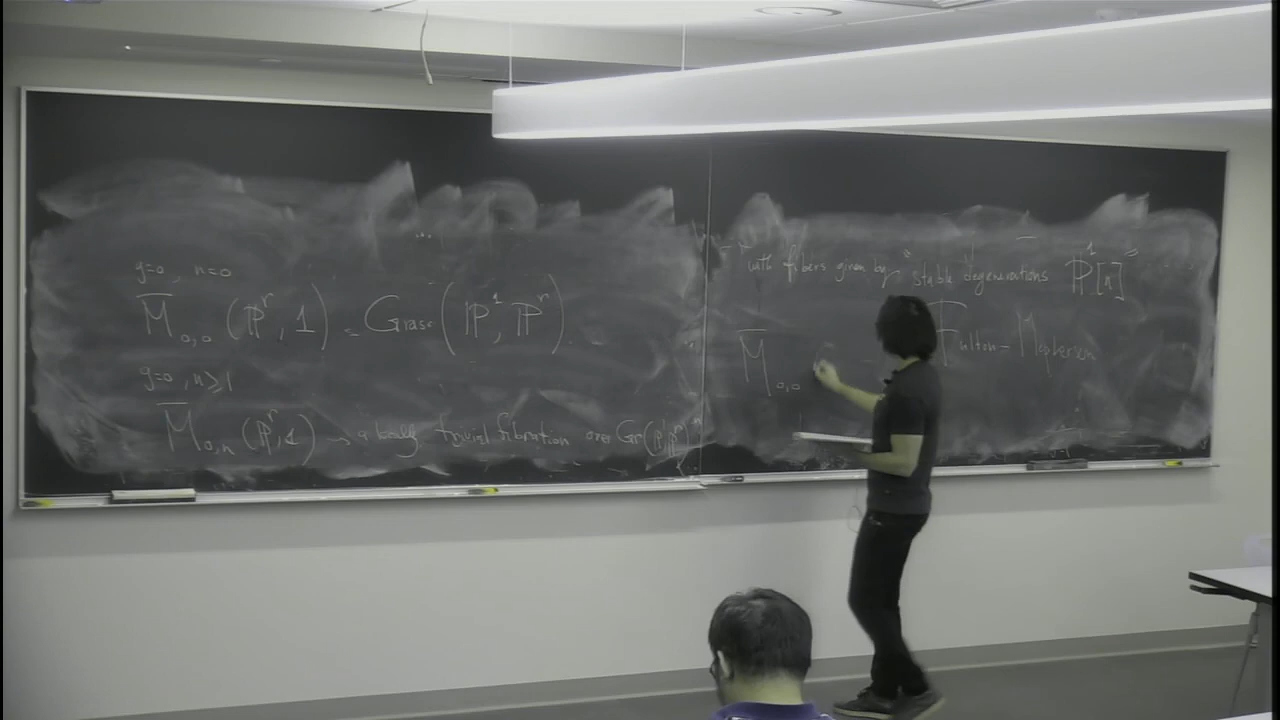 g=0, n=0
M̅₀,₀ (ℙʳ, 1) = Grass (ℙ¹, ℙʳ)
g=0, n≥1
M̅₀,ₙ (ℙʳ, 1) → a locally trivial fibration over Gr(ℙ¹, ℙʳ)
with fibers given by stable degenerations ℙ¹[n]
Fulton-
M̅₀,₀